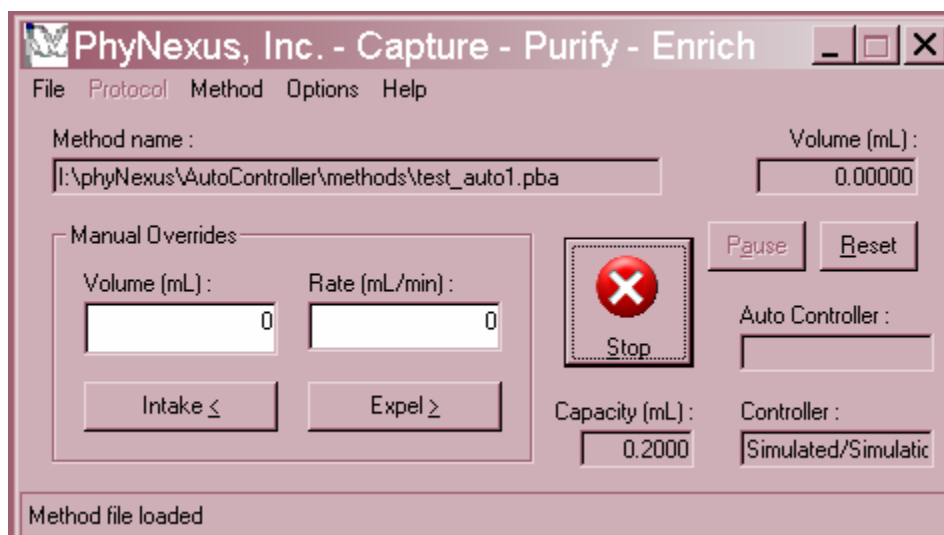 PhyNexus, Inc. - Capture - Purify - Enrich
File Protocol Method Options Help
Method name :
Volume (mL) :
I:\phyNexus\AutoController\methods\test_auto1.pba
0.00000
Manual Overrides
Pause
Reset
Volume (mL) :
Rate (mL/min) :
0
0
Stop
Auto Controller :
Intake <
Expel >
Capacity (mL) :
Controller :
0.2000
Simulated/Simulatic
Method file loaded